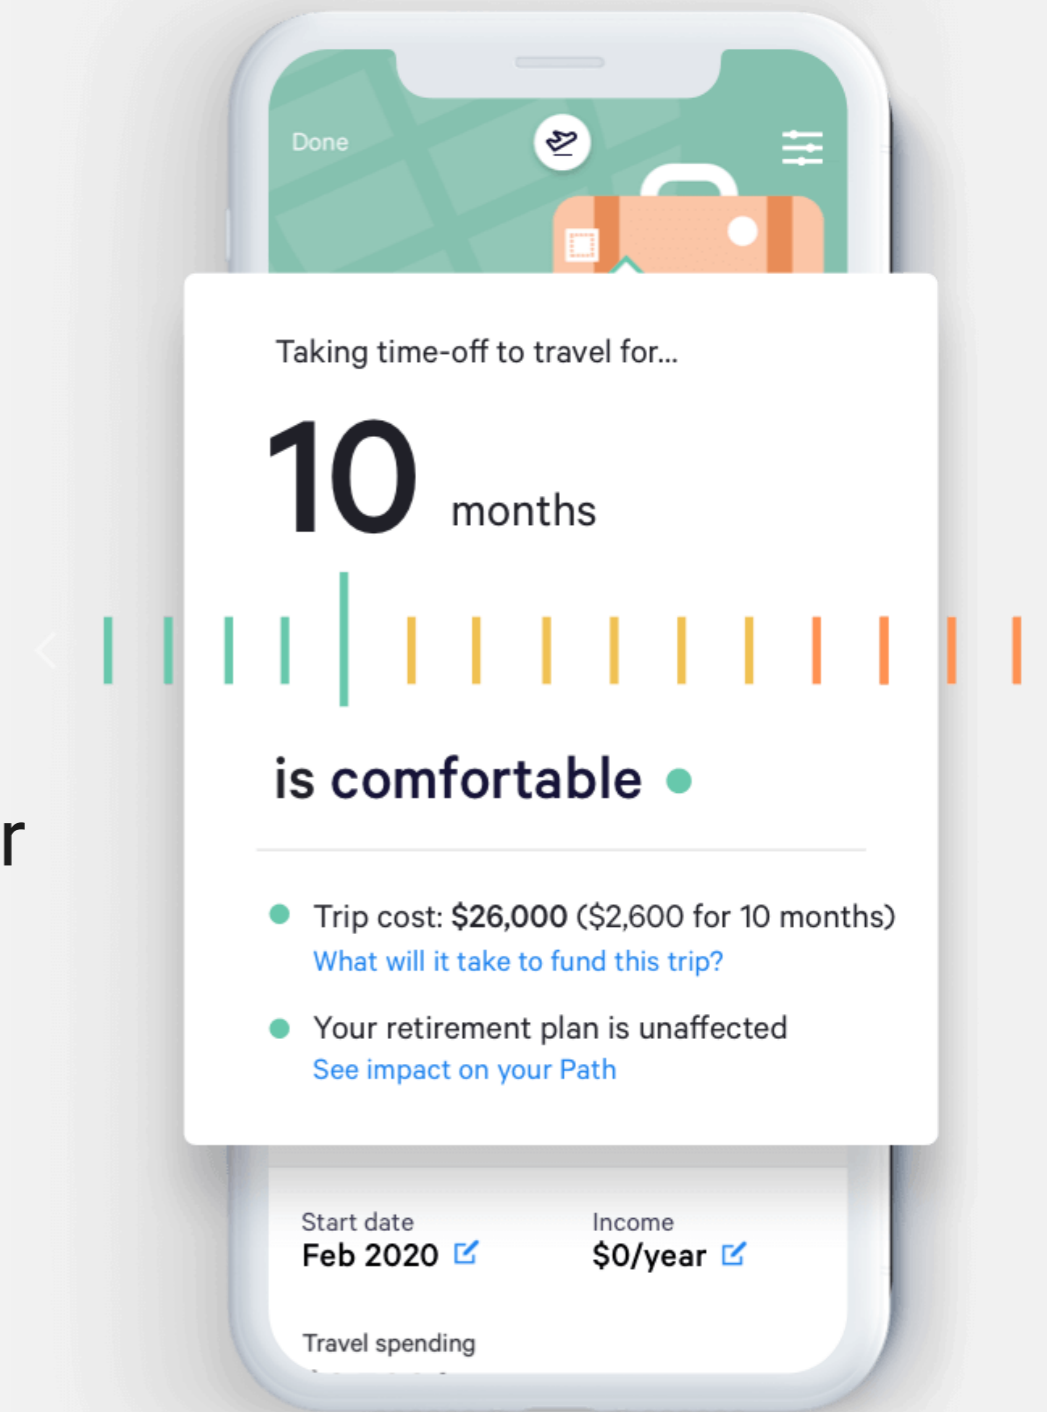 Done
Taking time-off to travel for...
10 months
is comfortable
r
Trip cost: $26,000 ($2,600 for 10 months)
What will it take to fund this trip?
Your retirement plan is unaffected
See impact on your Path
Start date
Feb 2020
Income
$0/year
Travel spending